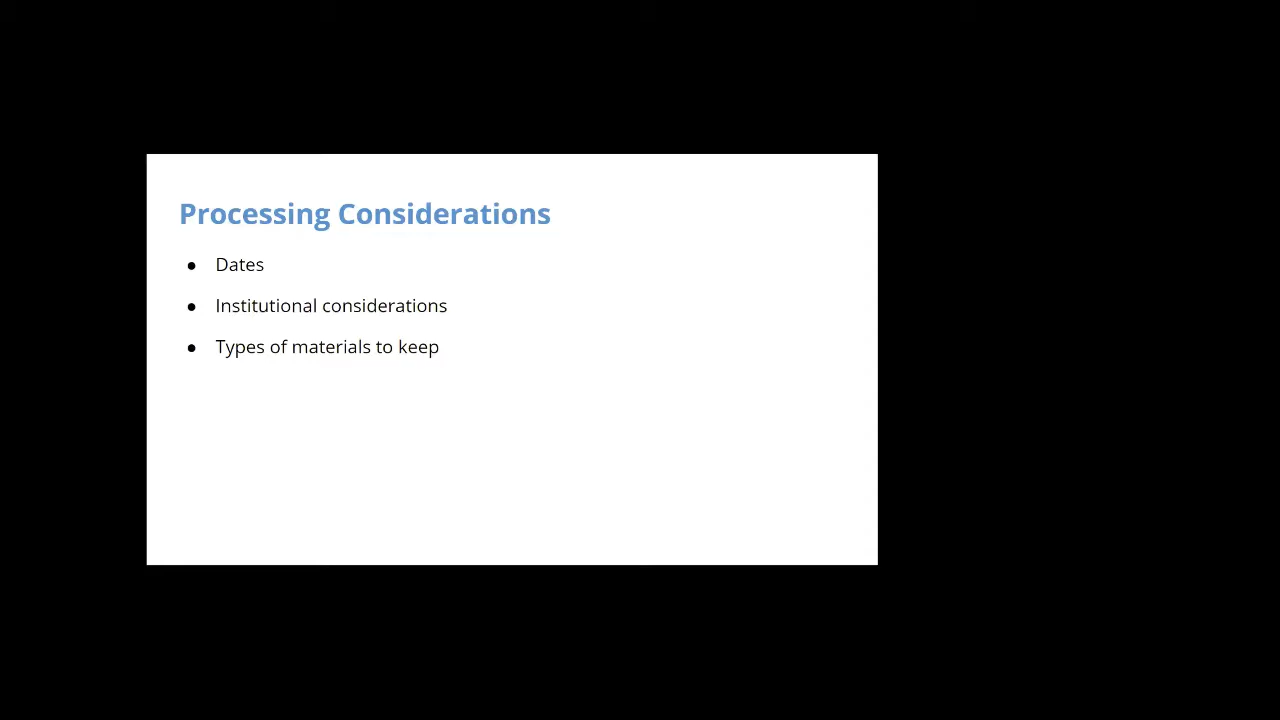 Processing Considerations
● Dates
● Institutional considerations
● Types of materials to keep